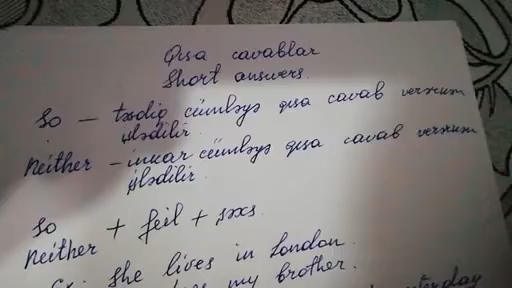 Qısa cavablar
Short answers.
So — təsdiq cümləyə qısa cavab verərkən
işlədilir.
Neither – inkar cümləyə qısa cavab verərkən
işlədilir.
So
Neither + feil + şəxs.
Ex: She lives in London.
my brother.